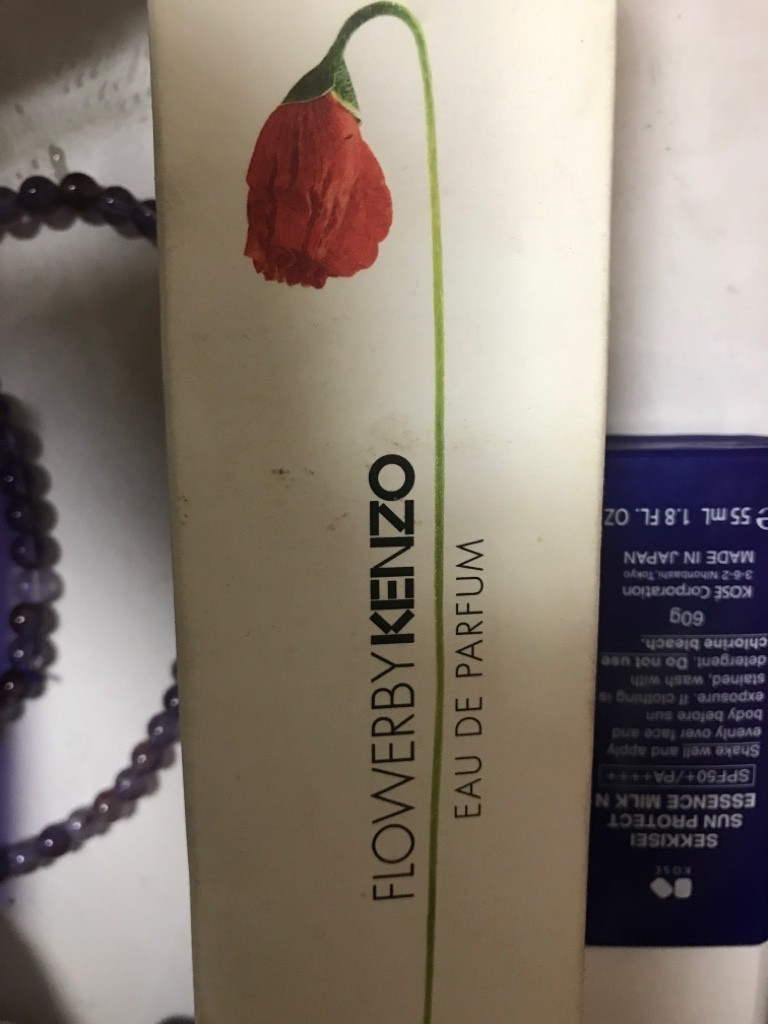 FLOWERBYKENZO
EAU DE PARFUM
KOSÉ
SEKKISEI
SUN PROTECT
ESSENCE MILK N
SPF50+/PA++++
Shake well and apply
evenly over face and
body before sun
exposure. If clothing is
stained, wash with
detergent. Do not use
chlorine bleach.
60g
KOSÉ Corporation
3-6-2 Nihonbashi, Tokyo
MADE IN JAPAN
℮ 55 mL 1.8 FL. OZ